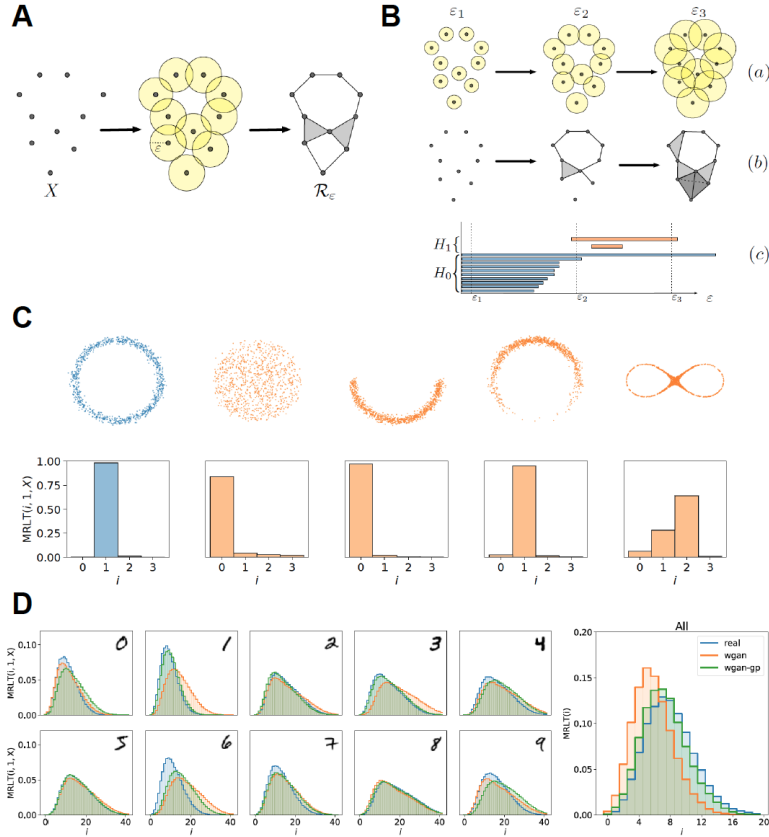 A
X
ε
𝓡ε
B
ε1
ε2
ε3
(a)
(b)
H1
H0
(c)
ε1
ε2
ε3
ε
C
MRLT(i, 1, X)
1.00
0.75
0.50
0.25
0.00
0 1 2 3
0 1 2 3
0 1 2 3
0 1 2 3
0 1 2 3
i
i
i
i
i
D
MRLT(i, 1, X)
0.10
0.05
0.00
0
1
2
3
4
MRLT(i, 1, X)
0.10
0.05
0.00
5
6
7
8
9
0 20 40
0 20 40
0 20 40
0 20 40
0 20 40
i
i
i
i
i
All
real
wgan
wgan-gp
MRLT(i)
0.20
0.15
0.10
0.05
0.00
0 4 8 12 16 20
i